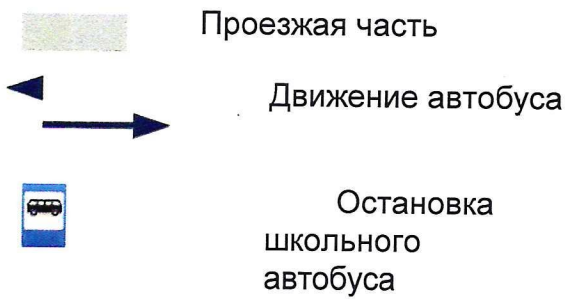 Проезжая часть
Движение автобуса
Остановка
школьного
автобуса